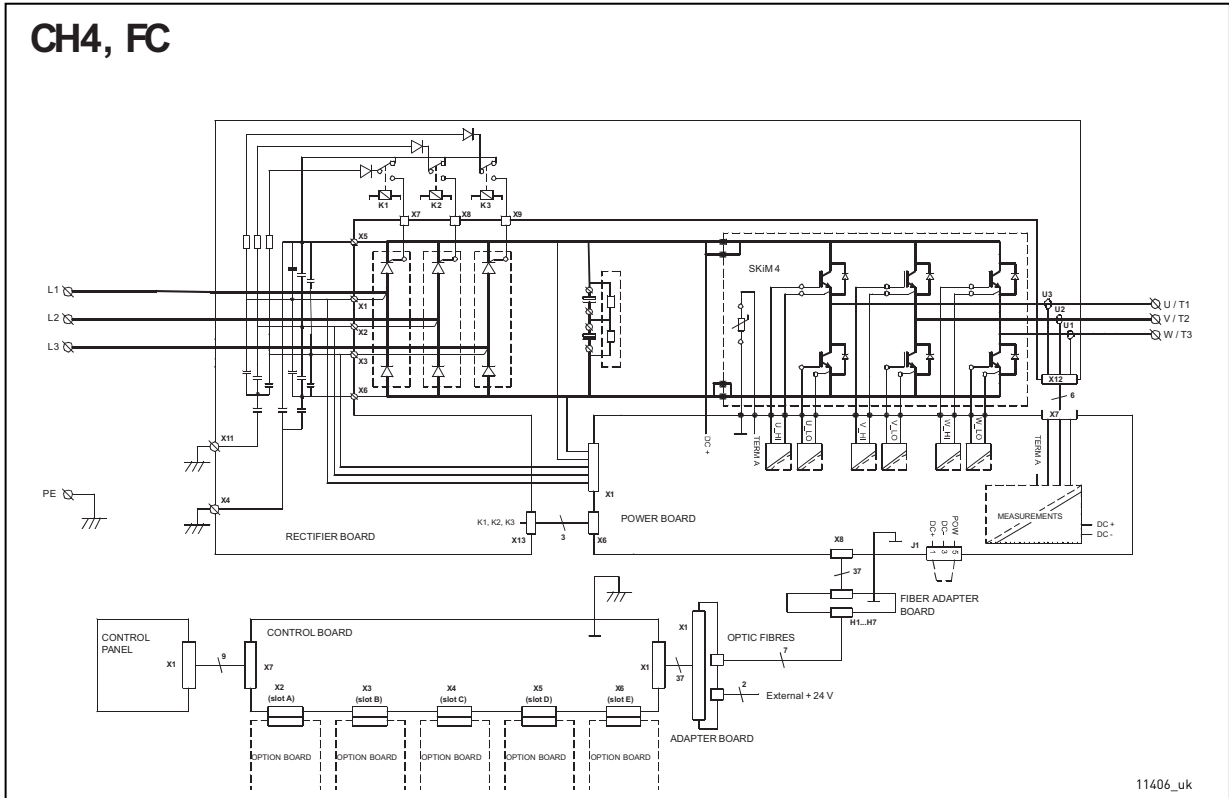 CH4, FC
K1
K2
K3
X7
X8
X9
X5
SKiM 4
L1
X1
L2
X2
L3
X3
X6
U3
U / T1
U2
V / T2
U1
W / T3
X12
6
X7
X11
DC +
TERM A
U_HI
U_LO
V_HI
V_LO
W_HI
W_LO
TERM A
PE
X4
X1
MEASUREMENTS
DC +
DC -
RECTIFIER BOARD
K1, K2, K3
X13
3
X6
POWER BOARD
X8
J1
DC+
DC-
POW
1
3
5
37
FIBER ADAPTER
BOARD
H1...H7
CONTROL
PANEL
X1
9
X7
CONTROL BOARD
X1
37
X1
OPTIC FIBRES
7
2
External + 24 V
ADAPTER BOARD
X2
(slot A)
X3
(slot B)
X4
(slot C)
X5
(slot D)
X6
(slot E)
OPTION BOARD
OPTION BOARD
OPTION BOARD
OPTION BOARD
OPTION BOARD
11406_uk